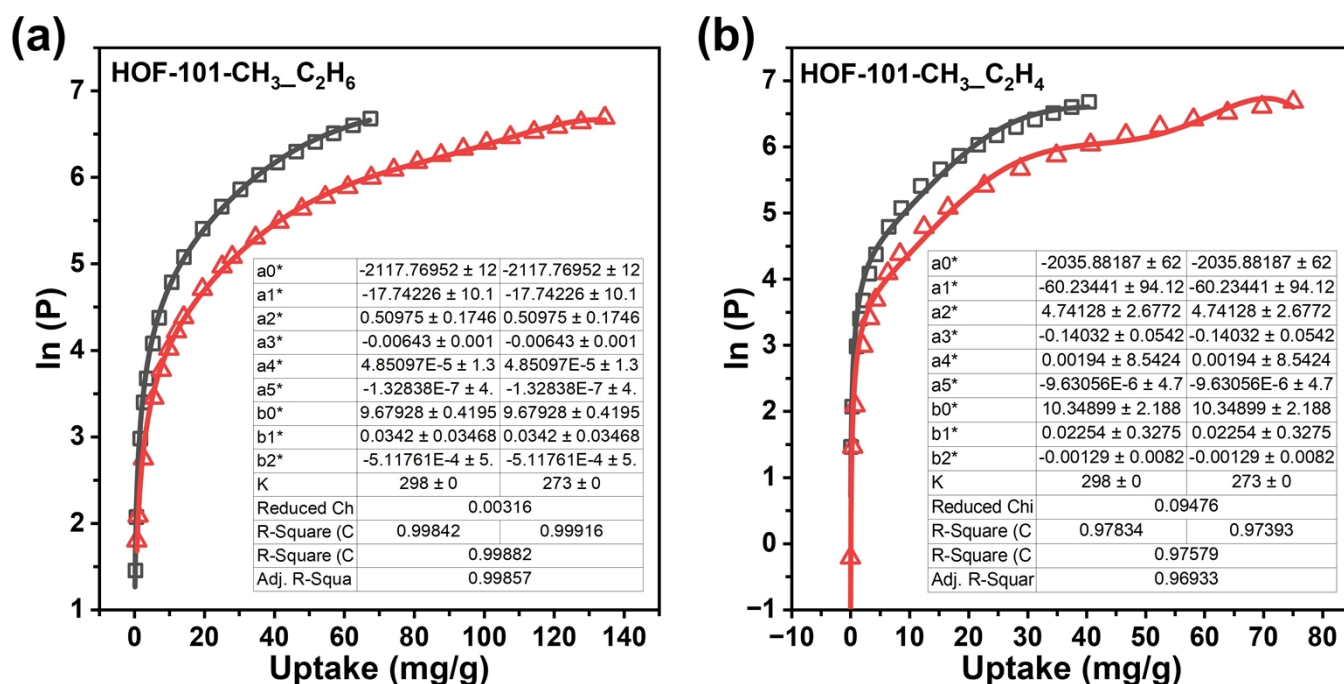 (a)
HOF-101-CH3_C2H6
ln (P)
7
6
5
4
3
2
1
0 20 40 60 80 100 120 140
Uptake (mg/g)
a0* -2117.76952 ± 12 -2117.76952 ± 12
a1* -17.74226 ± 10.1 -17.74226 ± 10.1
a2* 0.50975 ± 0.1746 0.50975 ± 0.1746
a3* -0.00643 ± 0.001 -0.00643 ± 0.001
a4* 4.85097E-5 ± 1.3 4.85097E-5 ± 1.3
a5* -1.32838E-7 ± 4. -1.32838E-7 ± 4.
b0* 9.67928 ± 0.4195 9.67928 ± 0.4195
b1* 0.0342 ± 0.03468 0.0342 ± 0.03468
b2* -5.11761E-4 ± 5. -5.11761E-4 ± 5.
K 298 ± 0 273 ± 0
Reduced Ch 0.00316
R-Square (C 0.99842 0.99916
R-Square (C 0.99882
Adj. R-Squa 0.99857
(b)
HOF-101-CH3_C2H4
ln (P)
7
6
5
4
3
2
1
0
−1
−10 0 10 20 30 40 50 60 70 80
Uptake (mg/g)
a0* -2035.88187 ± 62 -2035.88187 ± 62
a1* -60.23441 ± 94.12 -60.23441 ± 94.12
a2* 4.74128 ± 2.6772 4.74128 ± 2.6772
a3* -0.14032 ± 0.0542 -0.14032 ± 0.0542
a4* 0.00194 ± 8.5424 0.00194 ± 8.5424
a5* -9.63056E-6 ± 4.7 -9.63056E-6 ± 4.7
b0* 10.34899 ± 2.188 10.34899 ± 2.188
b1* 0.02254 ± 0.3275 0.02254 ± 0.3275
b2* -0.00129 ± 0.0082 -0.00129 ± 0.0082
K 298 ± 0 273 ± 0
Reduced Chi 0.09476
R-Square (C 0.97834 0.97393
R-Square (C 0.97579
Adj. R-Squar 0.96933